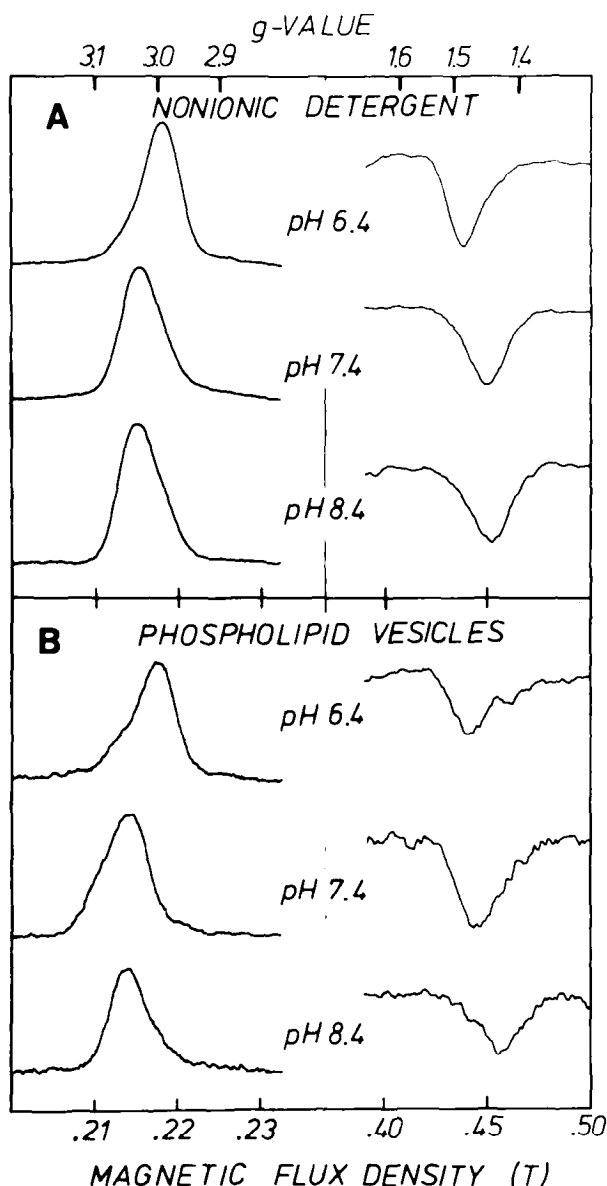 g-VALUE
3.1 3.0 2.9 1.6 1.5 1.4
A NONIONIC DETERGENT
pH 6.4
pH 7.4
pH 8.4
B PHOSPHOLIPID VESICLES
pH 6.4
pH 7.4
pH 8.4
.21 .22 .23 .40 .45 .50
MAGNETIC FLUX DENSITY (T)